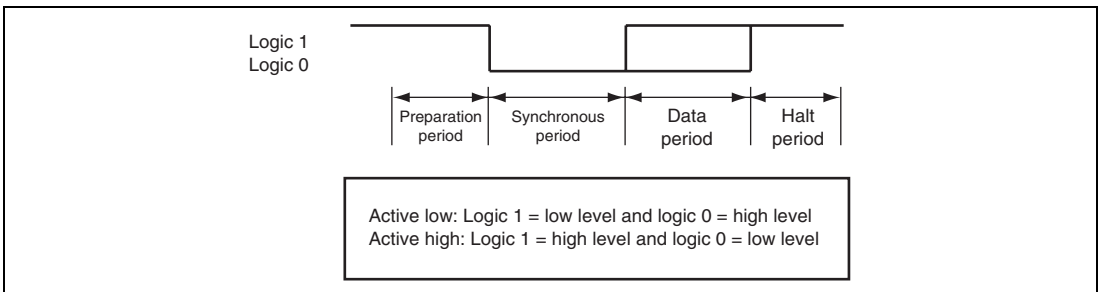 Logic 1
Logic 0
Preparation period
Synchronous period
Data period
Halt period
Active low: Logic 1 = low level and logic 0 = high level
Active high: Logic 1 = high level and logic 0 = low level